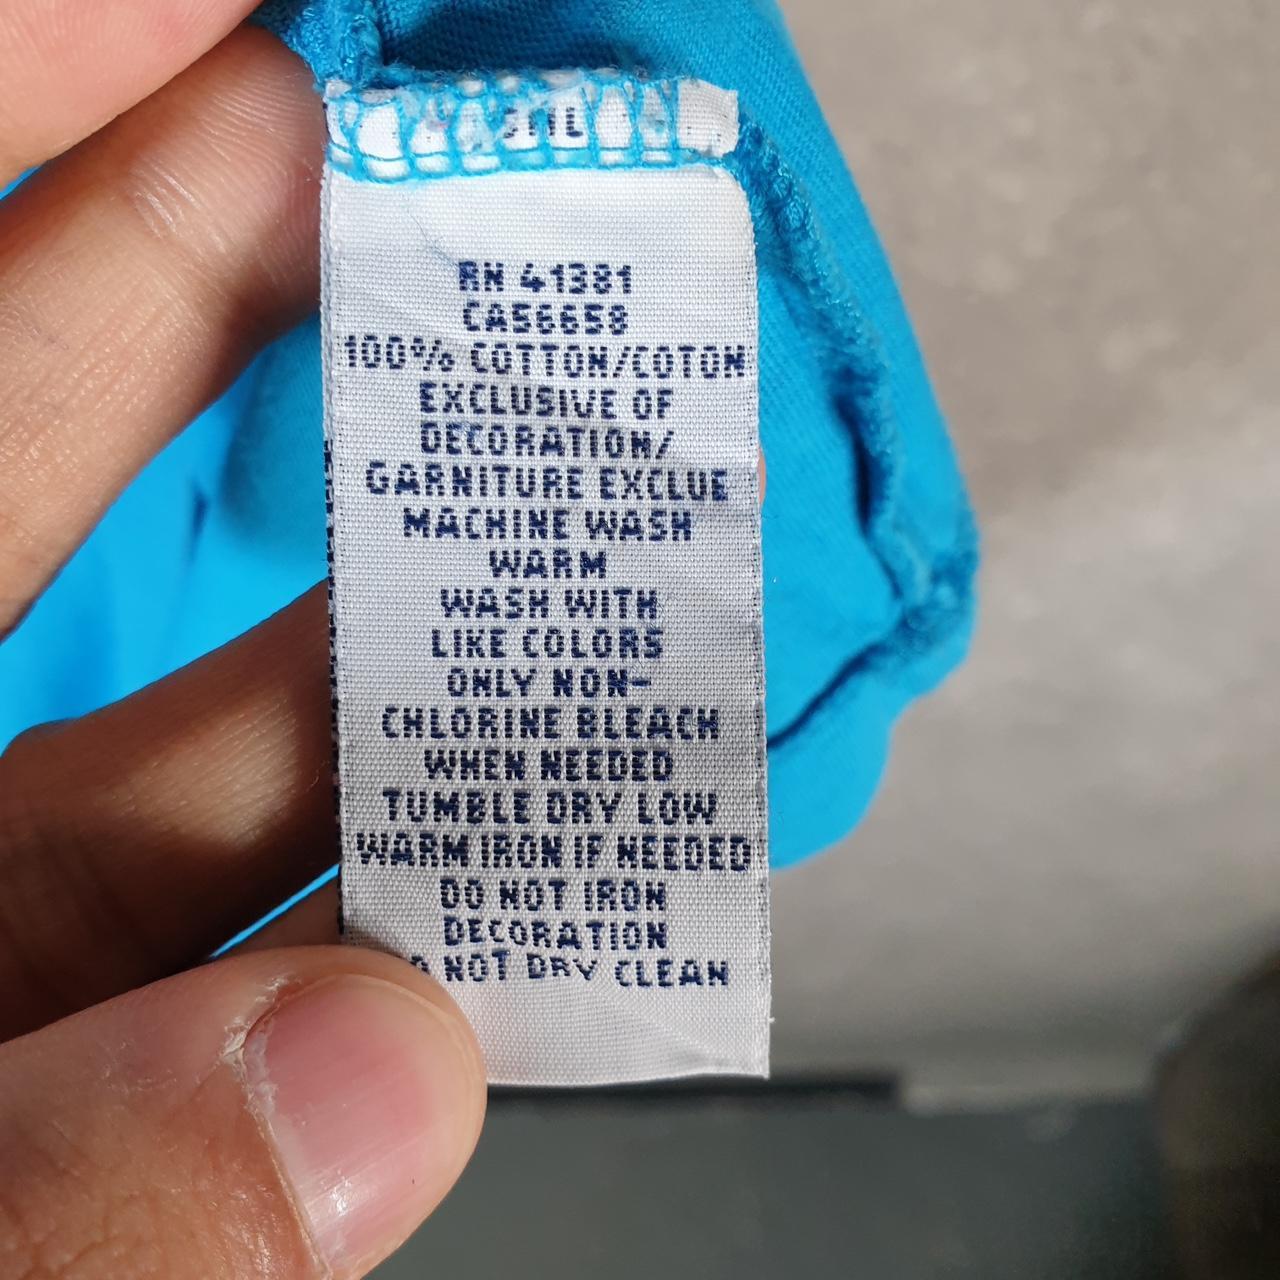 RN 41381
CA56658
100% COTTON/COTON
EXCLUSIVE OF
DECORATION/
GARNITURE EXCLUE
MACHINE WASH
WARM
WASH WITH
LIKE COLORS
ONLY NON-
CHLORINE BLEACH
WHEN NEEDED
TUMBLE DRY LOW
WARM IRON IF NEEDED
DO NOT IRON
DECORATION
NOT DRY CLEAN